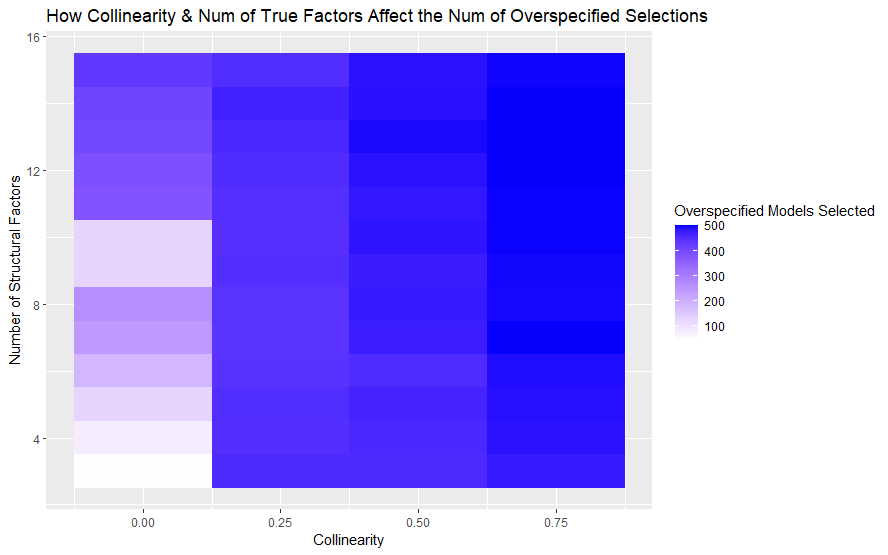 How Collinearity & Num of True Factors Affect the Num of Overspecified Selections
16
12
8
4
Number of Structural Factors
0.00 0.25 0.50 0.75
Collinearity
Overspecified Models Selected
500
400
300
200
100